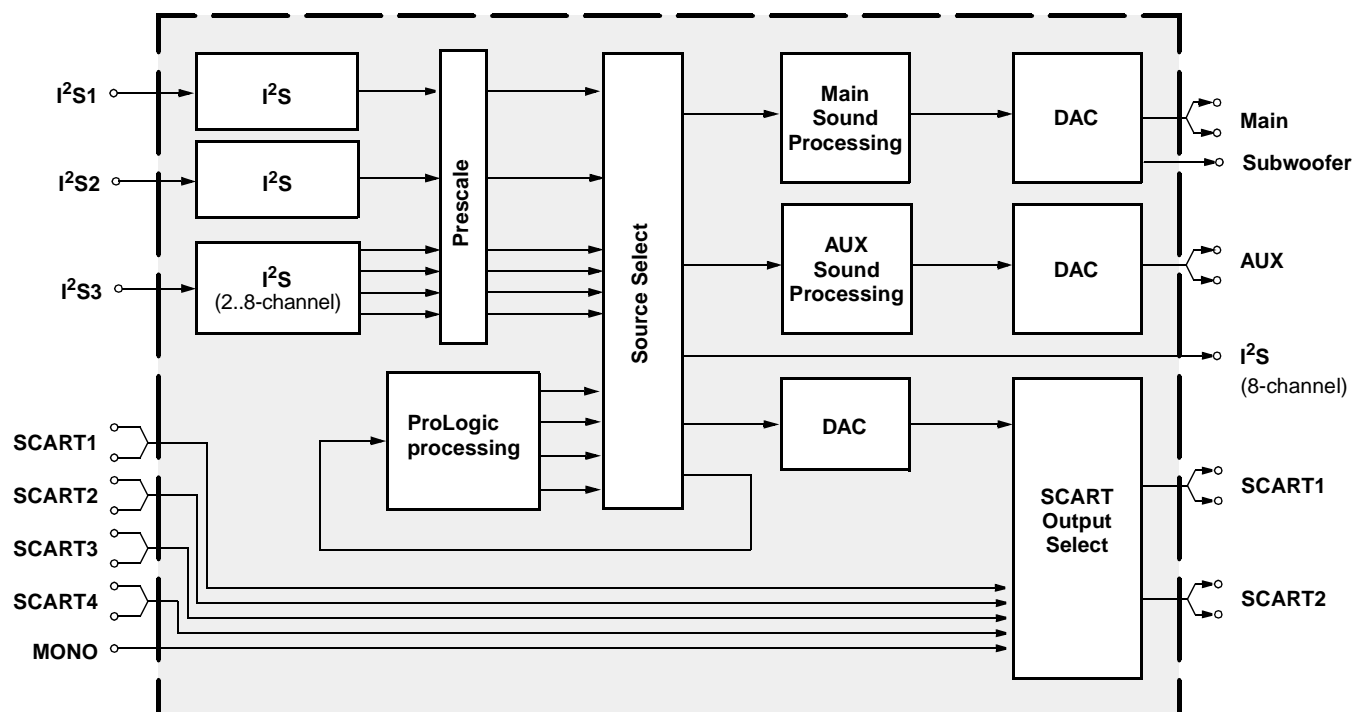 I²S1
I²S
I²S2
I²S
I²S3
I²S
(2..8-channel)
Prescale
Source Select
Main
Sound
Processing
DAC
Main
Subwoofer
AUX
Sound
Processing
DAC
AUX
I²S
(8-channel)
ProLogic
processing
DAC
SCART
Output
Select
SCART1
SCART2
SCART1
SCART2
SCART3
SCART4
MONO